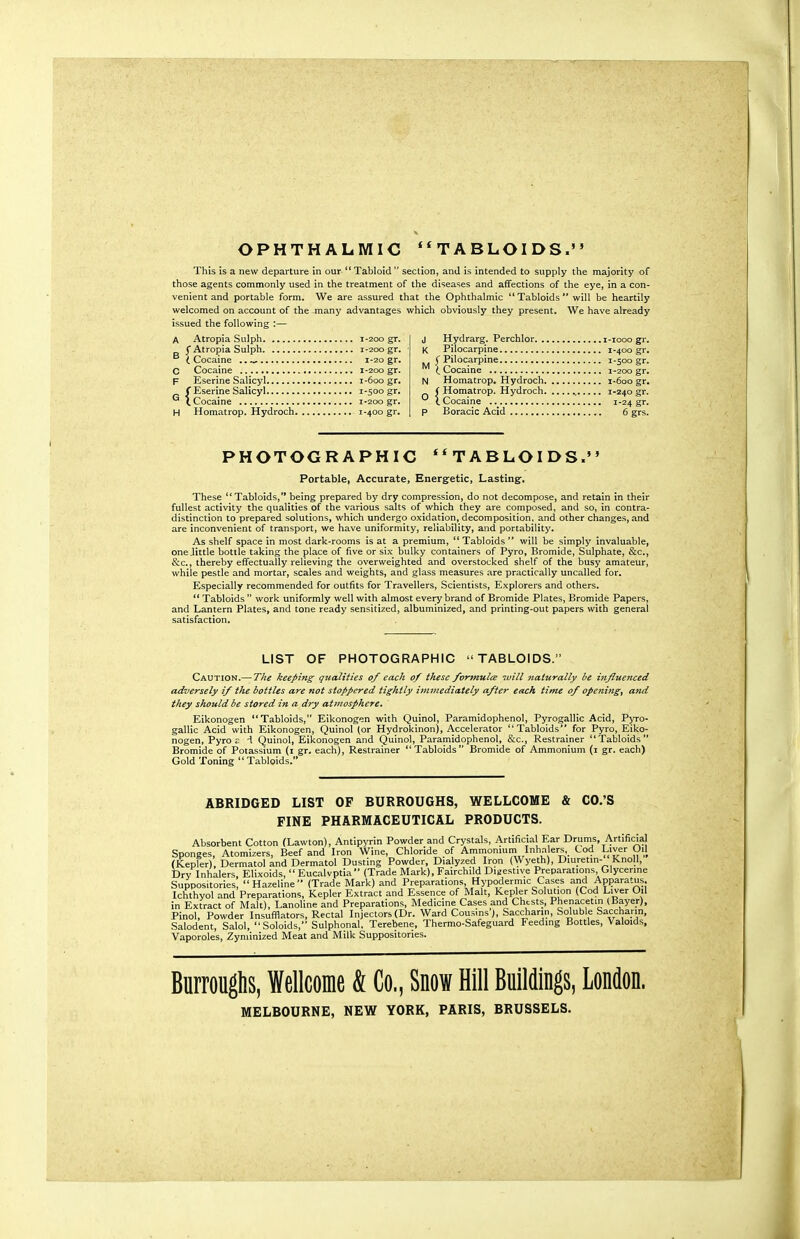 OPHTHALMIC "TABLOIDS."
This is a new departure in our "Tabloid" section, and is intended to supply the majority of
those agents commonly used in the treatment of the diseases and affections of the eye, in a con-
venient and portable form. We are assured that the Ophthalmic "Tabloids" will be heartily
welcomed on account of the many advantages which obviously they present. We have already
issued the following :—
A Atropia Sulph. .................. 1-200 gr.
B { Atropia Sulph. .................. 1-200 gr.
{ Cocaine .................. 1-20 gr.
C Cocaine .................. 1-200 gr.
F Eserine Salicyl .................. 1-600 gr.
G { Eserine Salicyl .................. 1-500 gr.
{ Cocaine .................. 1-200 gr.
H Homatrop. Hydroch. .................. 1-400 gr.
J Hydrarg. Perchlor. .................. 1-1000 gr.
K Pilocarpine .................. 1-400 gr.
M { Pilocarpine .................. 1-500 gr.
{ Cocaine .................. 1-200 gr.
N Homatrop. Hydroch. .................. 1-600 gr.
O { Homatrop. Hydroch. .................. 1-240 gr.
{ Cocaine .................. 1-24 gr.
P Boracic Acid .................. 6 grs.
PHOTOGRAPHIC "TABLOIDS."
Portable, Accurate, Energetic, Lasting.
These "Tabloids," being prepared by dry compression, do not decompose, and retain in their
fullest activity the qualities of the various salts of which they are composed, and so, in contra-
distinction to prepared solutions, which undergo oxidation, decomposition, and other changes, and
are inconvenient of transport, we have uniformity, reliability, and portability.
As shelf space in most dark-rooms is at a premium, "Tabloids" will be simply invaluable,
one little bottle taking the place of five or six bulky containers of Pyro, Bromide, Sulphate, &c.,
&c., thereby effectually relieving the overweighted and overstocked shelf of the busy amateur,
while pestle and mortar, scales and weights, and glass measures are practically uncalled for.
Especially recommended for outfits for Travellers, Scientists, Explorers and others.
"Tabloids" work uniformly well with almost every brand of Bromide Plates, Bromide Papers,
and Lantern Plates, and tone ready sensitized, albuminized, and printing-out papers with general
satisfaction.
LIST OF PHOTOGRAPHIC "TABLOIDS."
CAUTION.—The keeping qualities of each of these formulæ will naturally be influenced
adversely if the bottles are not stoppered tightly immediately after each time of opening, and
they should be stored in a dry atmosphere.
Eikonogen "Tabloids," Eikonogen with Quinol, Paramidophenol, Pyrogallic Acid, Pyro-
gallic Acid with Eikonogen, Quinol (or Hydrokinon), Accelerator "Tabloids" for Pyro, Eiko-
nogen, Pyro Quinol, Eikonogen and Quinol, Paramidophenol, &c., Restrainer "Tabloids"
Bromide of Potassium (1 gr. each), Restrainer "Tabloids" Bromide of Ammonium (1 gr. each)
Gold Toning "Tabloids."
ABRIDGED LIST OF BURROUGHS, WELLCOME & CO.'S
FINE PHARMACEUTICAL PRODUCTS.
Absorbent Cotton (Lawton), Antipyrin Powder and Crystals, Artificial Ear Drums, Artificial
Sponges, Atomizers, Beef and Iron Wine, Chloride of Ammonium Inhalers, Cod Liver Oil
(Kepler), Dermatol and Dermatol Dusting Powder, Dialyzed Iron (Wyeth), Diuretin-"Knoll,"
Dry Inhalers, Elixoids, "Eucalyptia" (Trade Mark), Fairchild Digestive Preparations, Glycerine
Suppositories, "Hazeline" (Trade Mark) and Preparations, Hypodermic Cases and Apparatus,
Ichthyol and Preparations, Kepler Extract and Essence of Malt, Kepler Solution (Cod Liver Oil
in Extract of Malt), Lanoline and Preparations, Medicine Cases and Chests, Phenacetin (Bayer),
Pinol, Powder Insufflators, Rectal Injectors (Dr. Ward Cousins'), Saccharin, Soluble Saccharin,
Salodent, Salol, "Soloids," Sulphonal, Terebene, Thermo-Safeguard Feeding Bottles, Valoids,
Vaporoles, Zyminized Meat and Milk Suppositories.
Burroughs, Wellcome & Co., Snow Hill Buildings, London.
MELBOURNE, NEW YORK, PARIS, BRUSSELS.